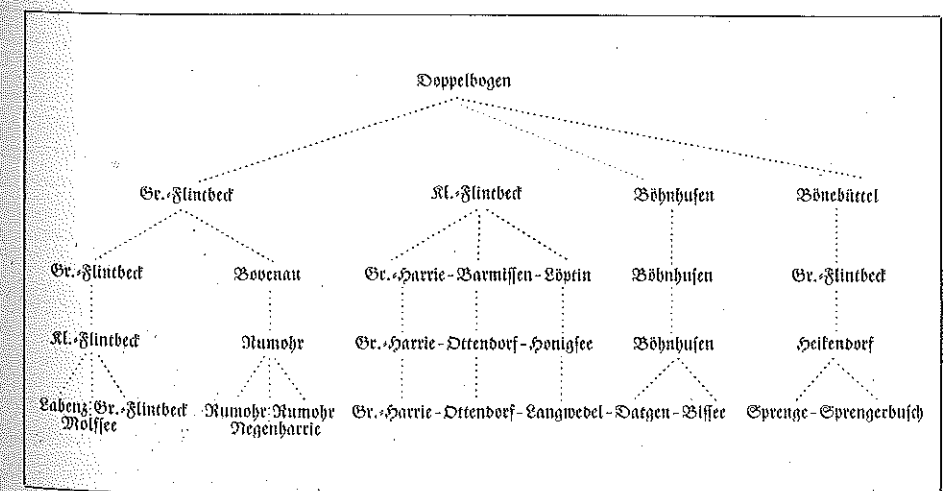 Doppelbogen
Gr.-Flintbeck Kl.-Flintbeck Böhnhusen Bönebüttel
Gr.-Flintbeck Bovenau Gr.-Harrie-Barmissen-Löptin Böhnhusen Gr.-Flintbeck
Kl.-Flintbeck Rumohr Gr.-Harrie-Ottendorf-Honigsee Böhnhusen Heikendorf
Labenz Gr.-Flintbeck Rumohr Rumohr Gr.-Harrie-Ottendorf-Langwedel-Datgen-Bissee Sprenge-Sprengerbusch
Molfsee Negenharrie